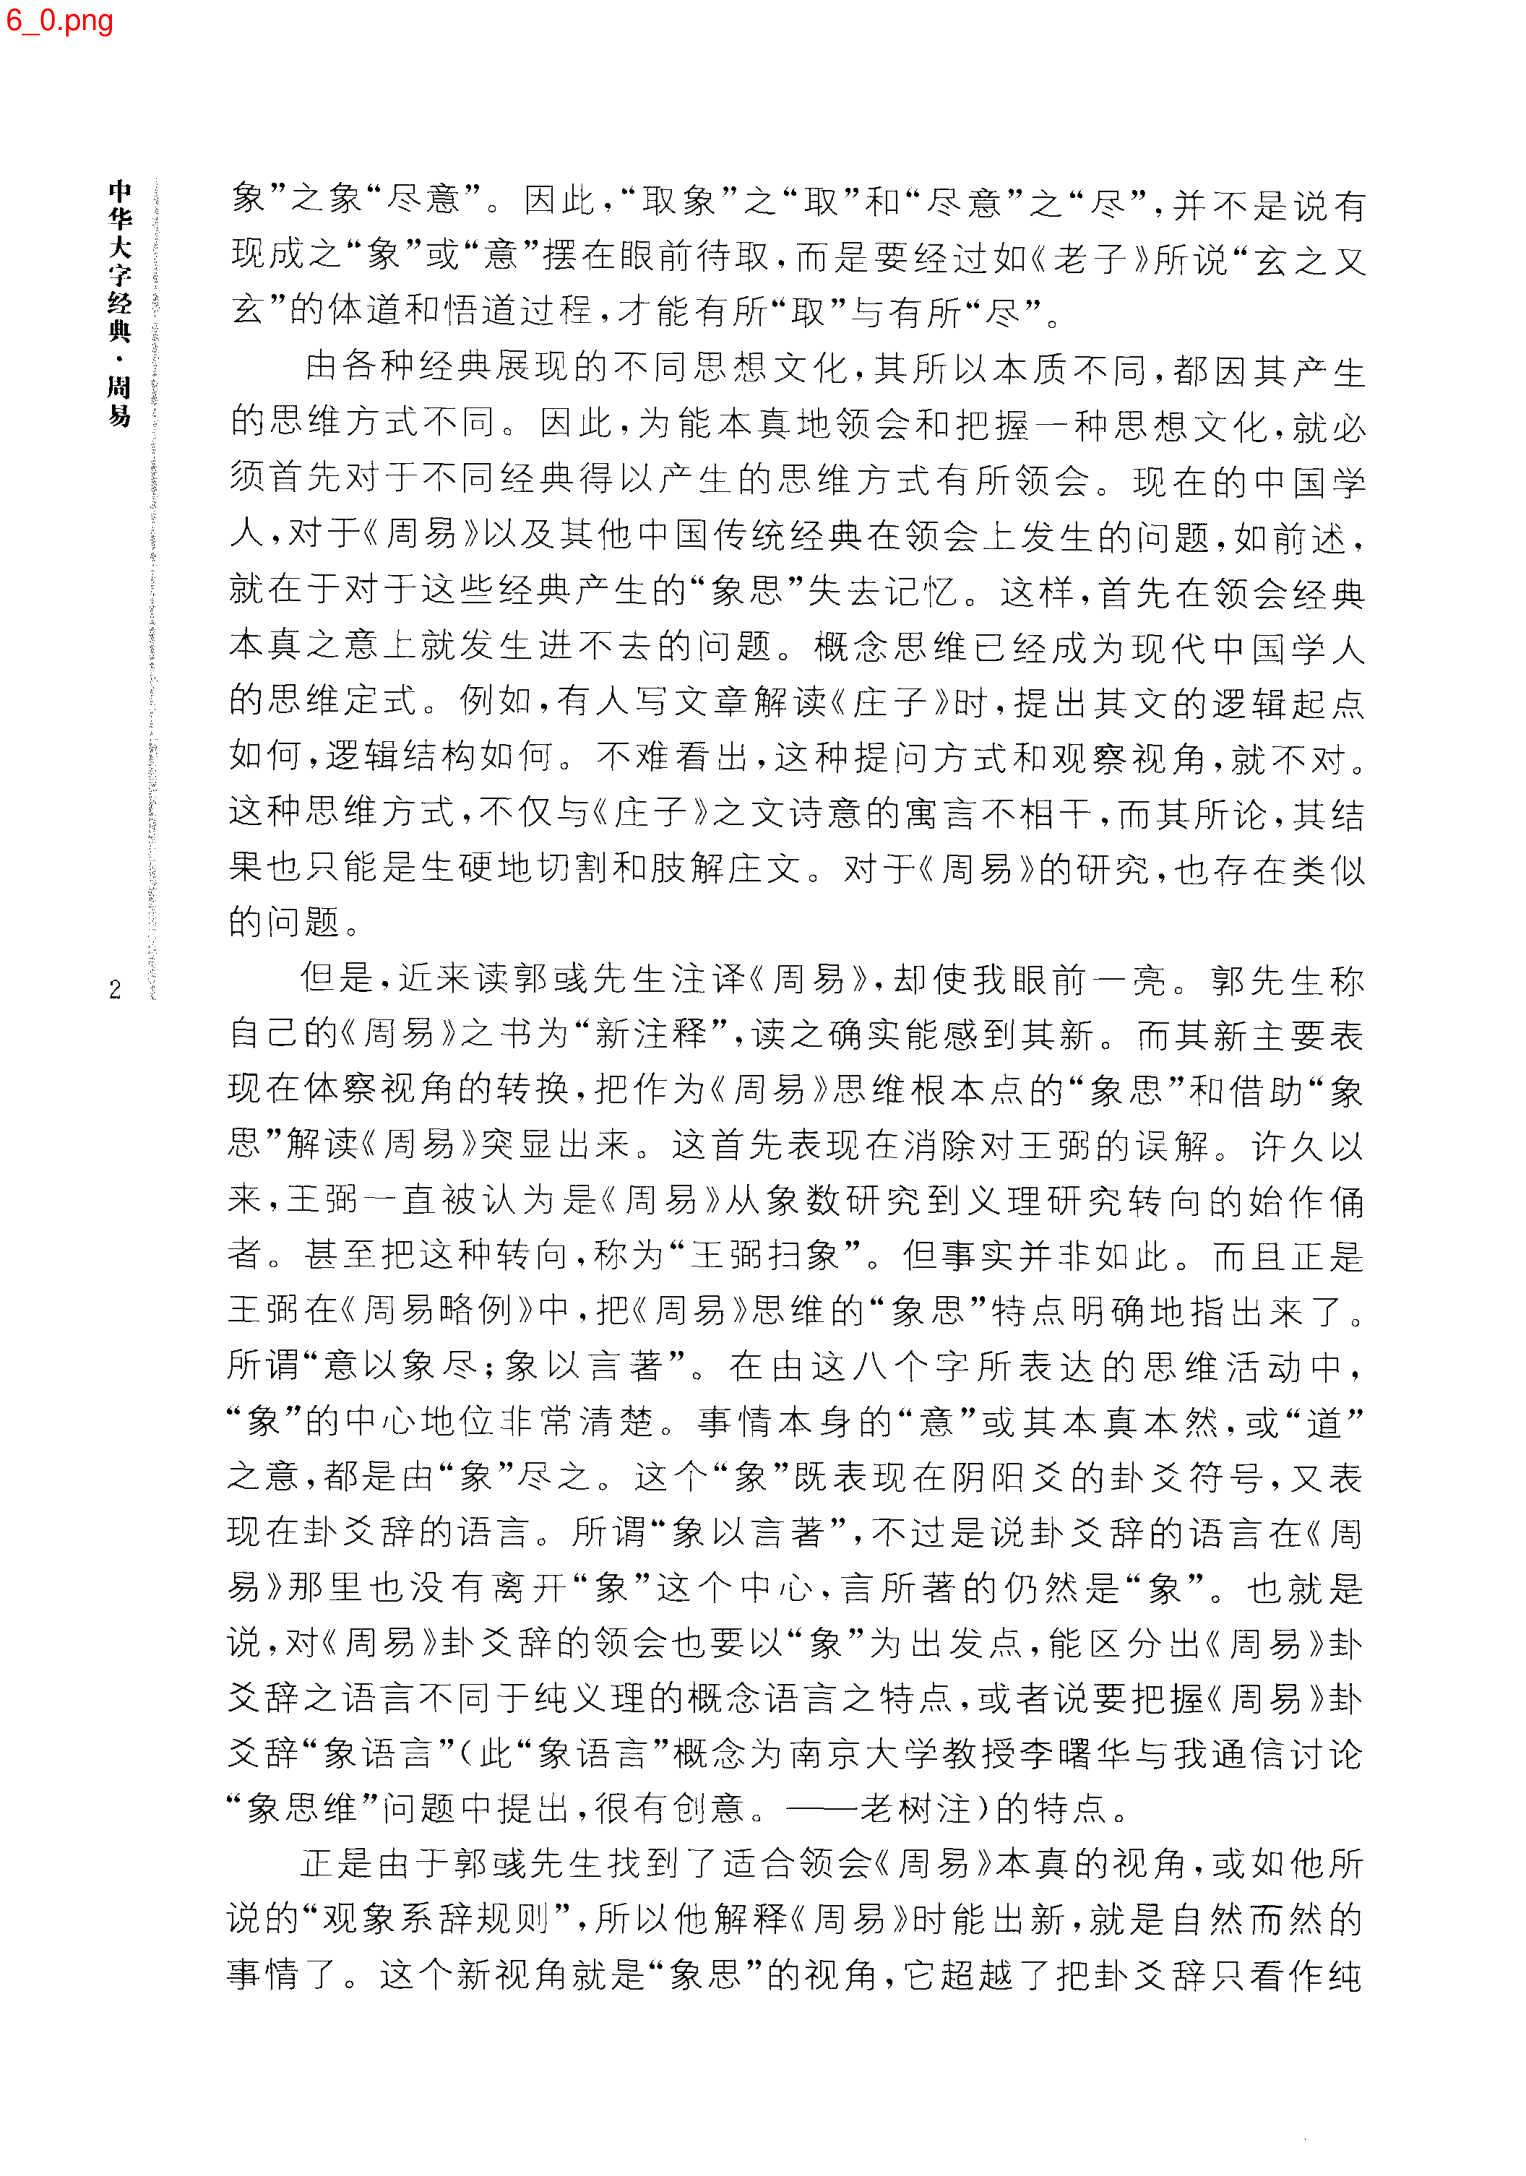 6_0.png
中华大字经典·周易
2
象”之象“尽意”。因此,“取象”之“取”和“尽意”之“尽”,并不是说有
现成之“象”或“意”摆在眼前待取,而是要经过如《老子》所说“玄之又
玄”的体道和悟道过程,才能有所“取”与有所“尽”。
由各种经典展现的不同思想文化,其所以本质不同,都因其产生
的思维方式不同。因此,为能本真地领会和把握一种思想文化,就必
须首先对于不同经典得以产生的思维方式有所领会。现在的中国学
人,对于《周易》以及其他中国传统经典在领会上发生的问题,如前述,
就在于对于这些经典产生的“象思”失去记忆。这样,首先在领会经典
本真之意上就发生进不去的问题。概念思维已经成为现代中国学人
的思维定式。例如,有人写文章解读《庄子》时,提出其文的逻辑起点
如何,逻辑结构如何。不难看出,这种提问方式和观察视角,就不对。
这种思维方式,不仅与《庄子》之文诗意的寓言不相干,而其所论,其结
果也只能是生硬地切割和肢解庄文。对于《周易》的研究,也存在类似
的问题。
但是,近来读郭彧先生注译《周易》,却使我眼前一亮。郭先生称
自己的《周易》之书为“新注释”,读之确实能感到其新。而其新主要表
现在体察视角的转换,把作为《周易》思维根本点的“象思”和借助“象
思”解读《周易》突显出来。这首先表现在消除对王弼的误解。许久以
来,王弼一直被认为是《周易》从象数研究到义理研究转向的始作俑
者。甚至把这种转向,称为“王弼扫象”。但事实并非如此。而且正是
王弼在《周易略例》中,把《周易》思维的“象思”特点明确地指出来了。
所谓“意以象尽;象以言著”。在由这八个字所表达的思维活动中,
“象”的中心地位非常清楚。事情本身的“意”或其本真本然,或“道”
之意,都是由“象”尽之。这个“象”既表现在阴阳爻的卦爻符号,又表
现在卦爻辞的语言。所谓“象以言著”,不过是说卦爻辞的语言在《周
易》那里也没有离开“象”这个中心,言所著的仍然是“象”。也就是
说,对《周易》卦爻辞的领会也要以“象”为出发点,能区分出《周易》卦
爻辞之语言不同于纯义理的概念语言之特点,或者说要把握《周易》卦
爻辞“象语言”(此“象语言”概念为南京大学教授李曙华与我通信讨论
“象思维”问题中提出,很有创意。——老树注)的特点。
正是由于郭彧先生找到了适合领会《周易》本真的视角,或如他所
说的“观象系辞规则”,所以他解释《周易》时能出新,就是自然而然的
事情了。这个新视角就是“象思”的视角,它超越了把卦爻辞只看作纯